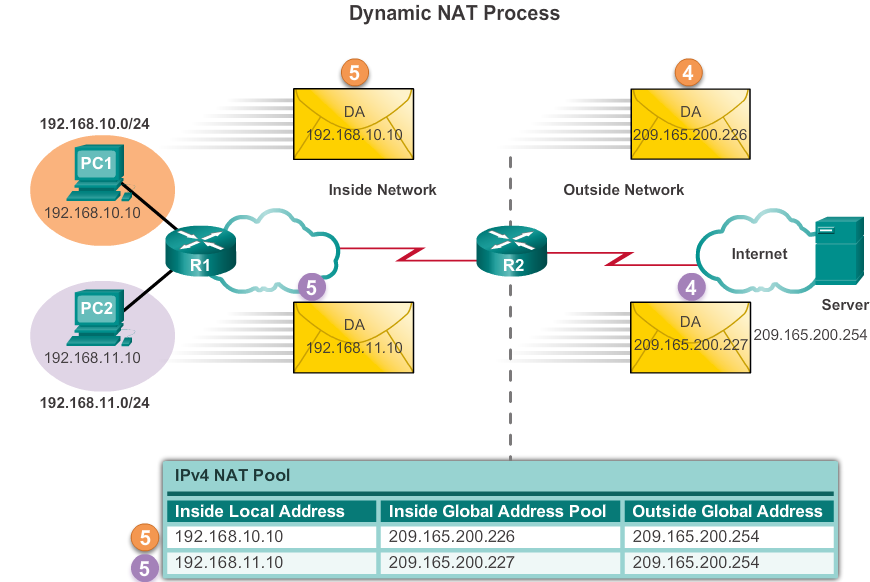 Dynamic NAT Process
5
4
DA
192.168.10.10
DA
209.165.200.226
192.168.10.0/24
PC1
192.168.10.10
Inside Network
Outside Network
R1
R2
Internet
5
4
PC2
192.168.11.10
192.168.11.0/24
DA
192.168.11.10
DA
209.165.200.227
Server
209.165.200.254
IPv4 NAT Pool
Inside Local Address Inside Global Address Pool Outside Global Address
5 192.168.10.10 209.165.200.226 209.165.200.254
5 192.168.11.10 209.165.200.227 209.165.200.254